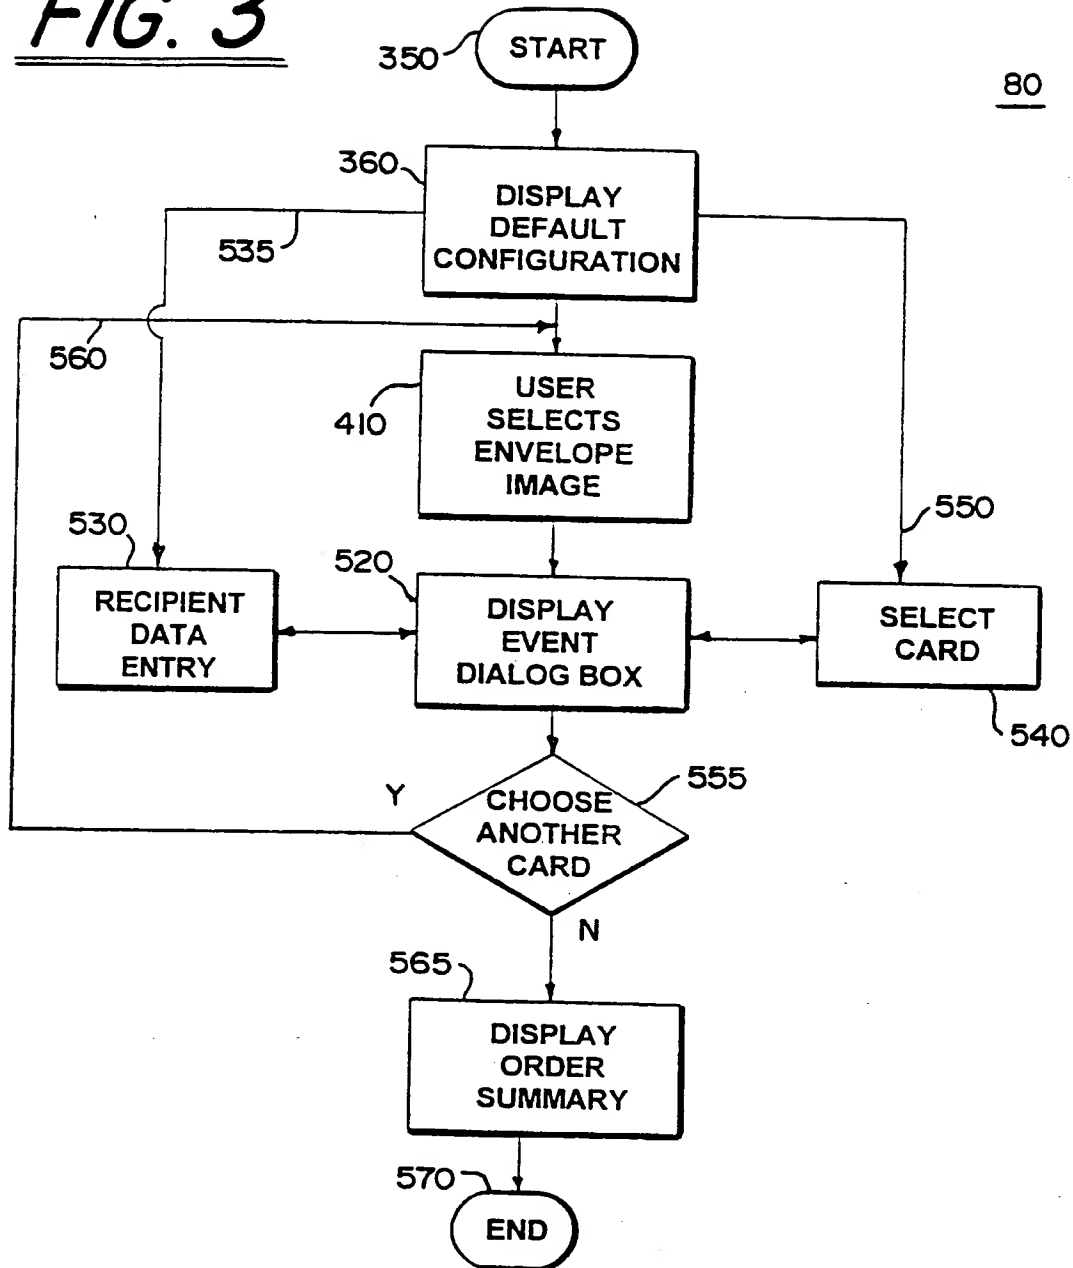 FIG. 3
350
START
80
360
DISPLAY
DEFAULT
CONFIGURATION
535
560
USER
SELECTS
ENVELOPE
IMAGE
410
550
530
520
RECIPIENT
DATA
ENTRY
DISPLAY
EVENT
DIALOG BOX
SELECT
CARD
540
555
Y
CHOOSE
ANOTHER
CARD
N
565
DISPLAY
ORDER
SUMMARY
570
END